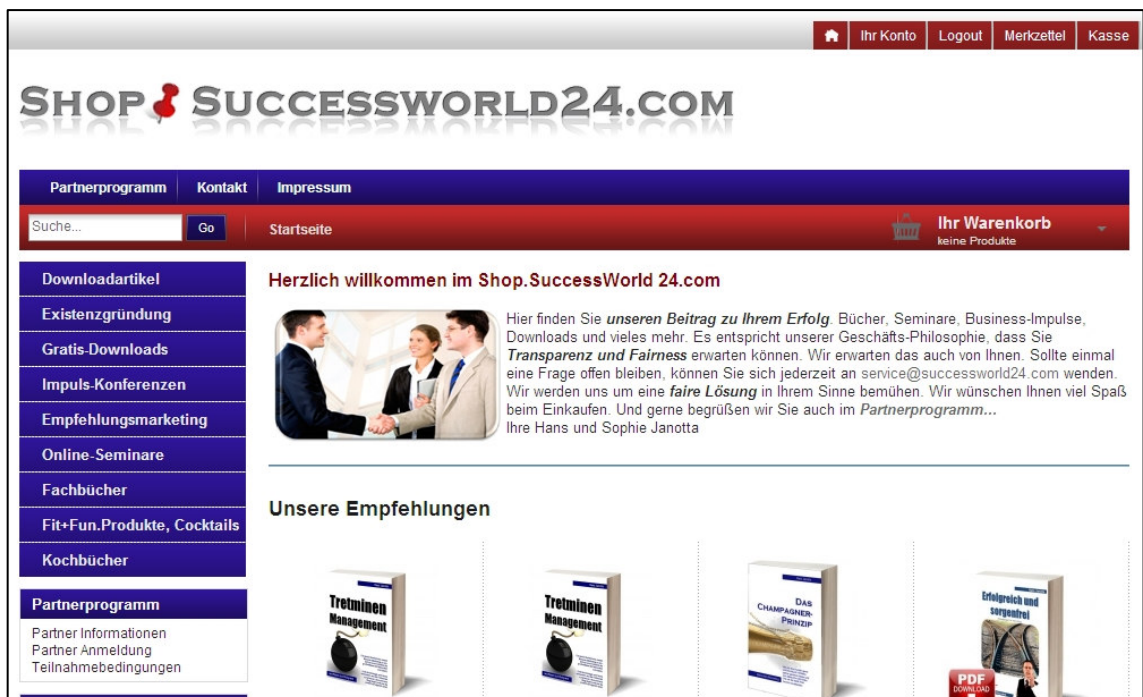 Ihr Konto Logout Merkzettel Kasse
SHOP SUCCESSWORLD24.COM
Partnerprogramm Kontakt Impressum
Suche... Go Startseite Ihr Warenkorb
keine Produkte
Downloadartikel
Existenzgründung
Gratis-Downloads
Impuls-Konferenzen
Empfehlungsmarketing
Online-Seminare
Fachbücher
Fit+Fun.Produkte, Cocktails
Kochbücher
Partnerprogramm
Partner Informationen
Partner Anmeldung
Teilnahmebedingungen
Herzlich willkommen im Shop.SuccessWorld 24.com
Hier finden Sie unseren Beitrag zu Ihrem Erfolg. Bücher, Seminare, Business-Impulse,
Downloads und vieles mehr. Es entspricht unserer Geschäfts-Philosophie, dass Sie
Transparenz und Fairness erwarten können. Wir erwarten das auch von Ihnen. Sollte einmal
eine Frage offen bleiben, können Sie sich jederzeit an service@successworld24.com wenden.
Wir werden uns um eine faire Lösung in Ihrem Sinne bemühen. Wir wünschen Ihnen viel Spaß
beim Einkaufen. Und gerne begrüßen wir Sie auch im Partnerprogramm...
Ihre Hans und Sophie Janotta
Unsere Empfehlungen
Tretminen
Management
Tretminen
Management
DAS
CHAMPAGNER-
PRINZIP
Erfolgreich und
sorgenfrei
PDF
DOWNLOAD